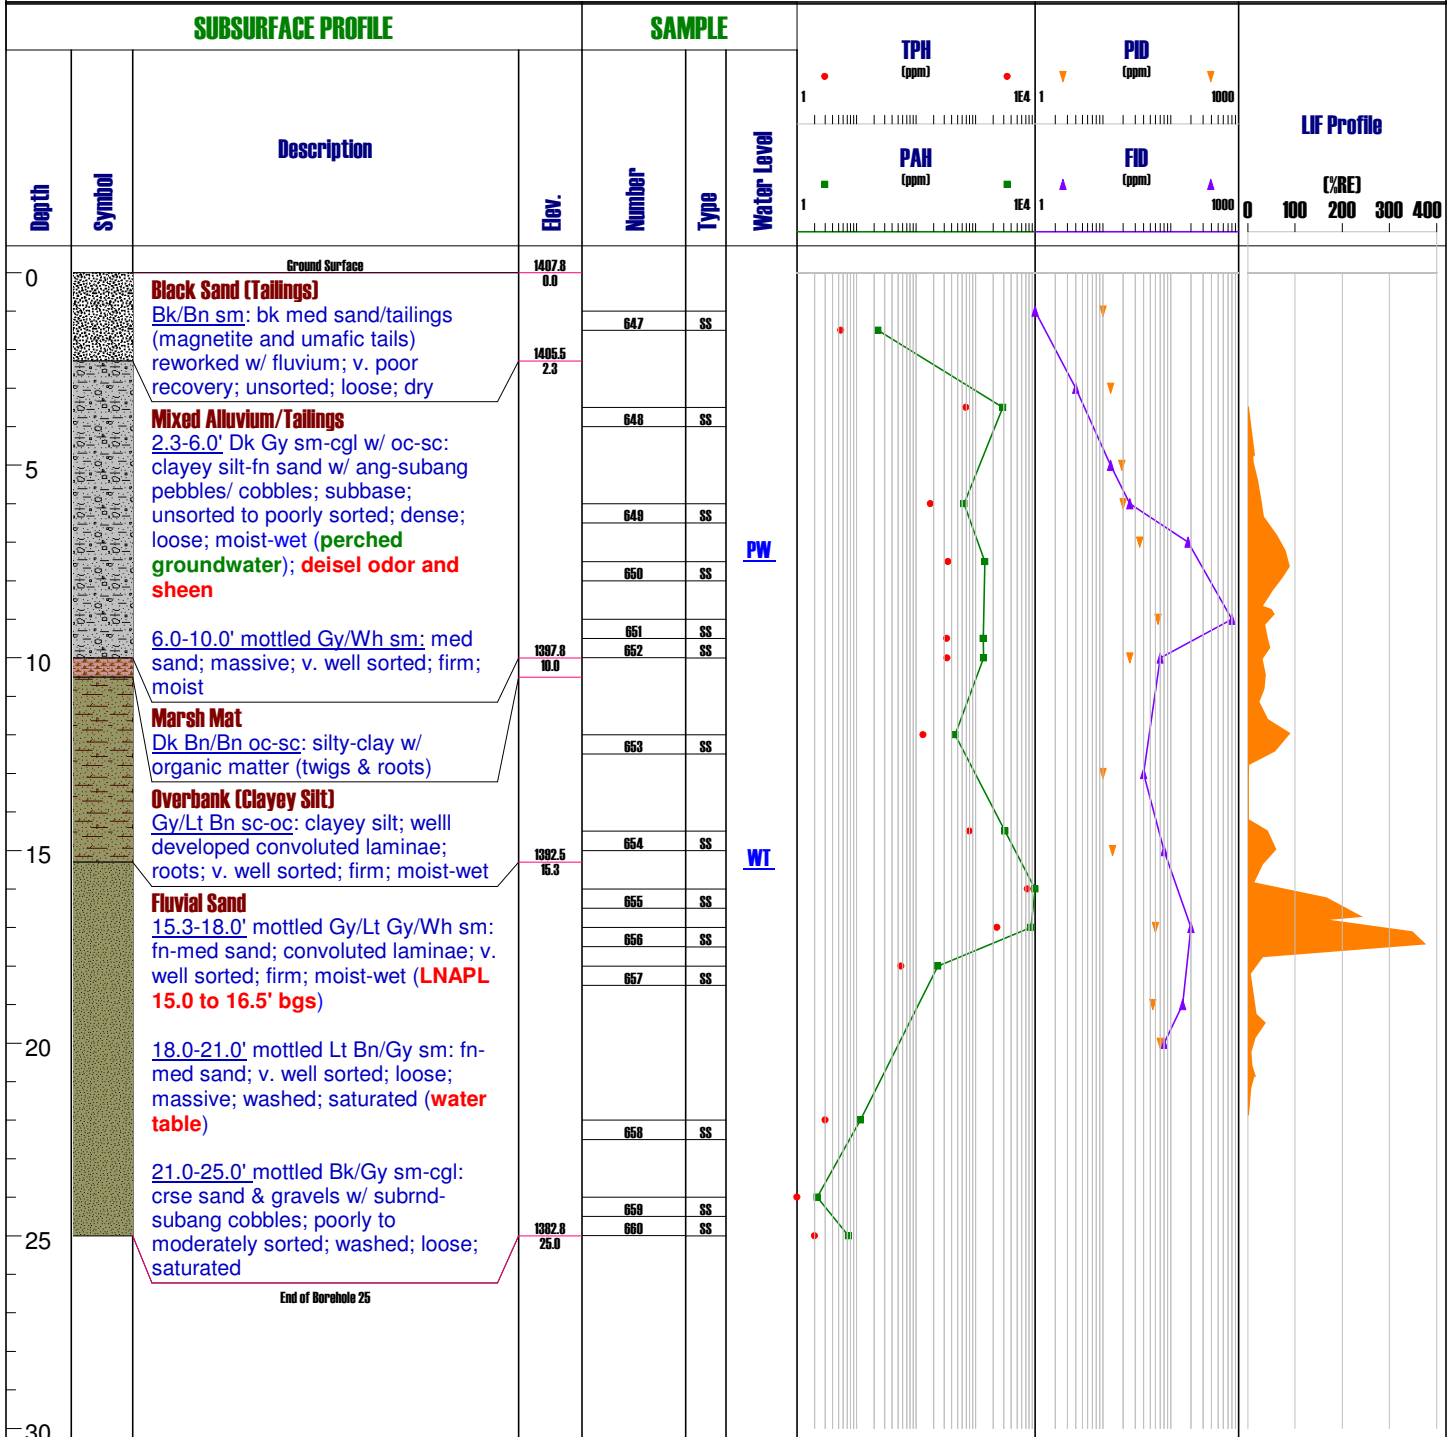 SUBSURFACE PROFILE
SAMPLE
Depth
Symbol
Description
Elev.
Number
Type
Water Level
TPH
(ppm)
1
1E4
PAH
(ppm)
1
1E4
PID
(ppm)
1
1000
FID
(ppm)
1
1000
LIF Profile
(%RE)
0 100 200 300 400
0
5
10
15
20
25
30
Ground Surface
Black Sand (Tailings)
Bk/Bn sm: bk med sand/tailings
(magnetite and umafic tails)
reworked w/ fluvium; v. poor
recovery; unsorted; loose; dry
Mixed Alluvium/Tailings
2.3-6.0' Dk Gy sm-cgl w/ oc-sc:
clayey silt-fn sand w/ ang-subang
pebbles/ cobbles; subbase;
unsorted to poorly sorted; dense;
loose; moist-wet (perched
groundwater); deisel odor and
sheen
6.0-10.0' mottled Gy/Wh sm: med
sand; massive; v. well sorted; firm;
moist
Marsh Mat
Dk Bn/Bn oc-sc: silty-clay w/
organic matter (twigs & roots)
Overbank (Clayey Silt)
Gy/Lt Bn sc-oc: clayey silt; welll
developed convoluted laminae;
roots; v. well sorted; firm; moist-wet
Fluvial Sand
15.3-18.0' mottled Gy/Lt Gy/Wh sm:
fn-med sand; convoluted laminae; v.
well sorted; firm; moist-wet (LNAPL
15.0 to 16.5' bgs)
18.0-21.0' mottled Lt Bn/Gy sm: fn-
med sand; v. well sorted; loose;
massive; washed; saturated (water
table)
21.0-25.0' mottled Bk/Gy sm-cgl:
crse sand & gravels w/ subrnd-
subang cobbles; poorly to
moderately sorted; washed; loose;
saturated
End of Borehole 25
1407.8
0.0
1405.5
2.3
1397.8
10.0
1392.5
15.3
1382.8
25.0
647 SS
648 SS
649 SS
650 SS
651 SS
652 SS
653 SS
654 SS
655 SS
656 SS
657 SS
658 SS
659 SS
660 SS
PW
WT